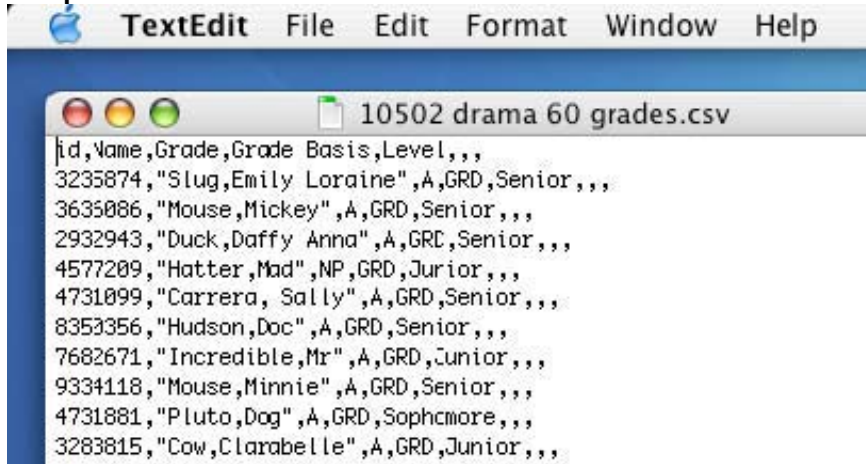 TextEdit File Edit Format Window Help
10502 drama 60 grades.csv
id,Name,Grade,Grade Basis,Level,,,
3235874,"Slug,Emily Loraine",A,GRD,Senior,,,
3636086,"Mouse,Mickey",A,GRD,Senior,,,
2932943,"Duck,Daffy Anna",A,GRD,Senior,,,
4577209,"Hatter,Mad",NP,GRD,Junior,,,
4731099,"Carrera, Sally",A,GRD,Senior,,,
8353356,"Hudson,Doc",A,GRD,Senior,,,
7682671,"Incredible,Mr",A,GRD,Junior,,,
9334118,"Mouse,Minnie",A,GRD,Senior,,,
4731881,"Pluto,Dog",A,GRD,Sophomore,,,
3283815,"Cow,Clarabelle",A,GRD,Junior,,,